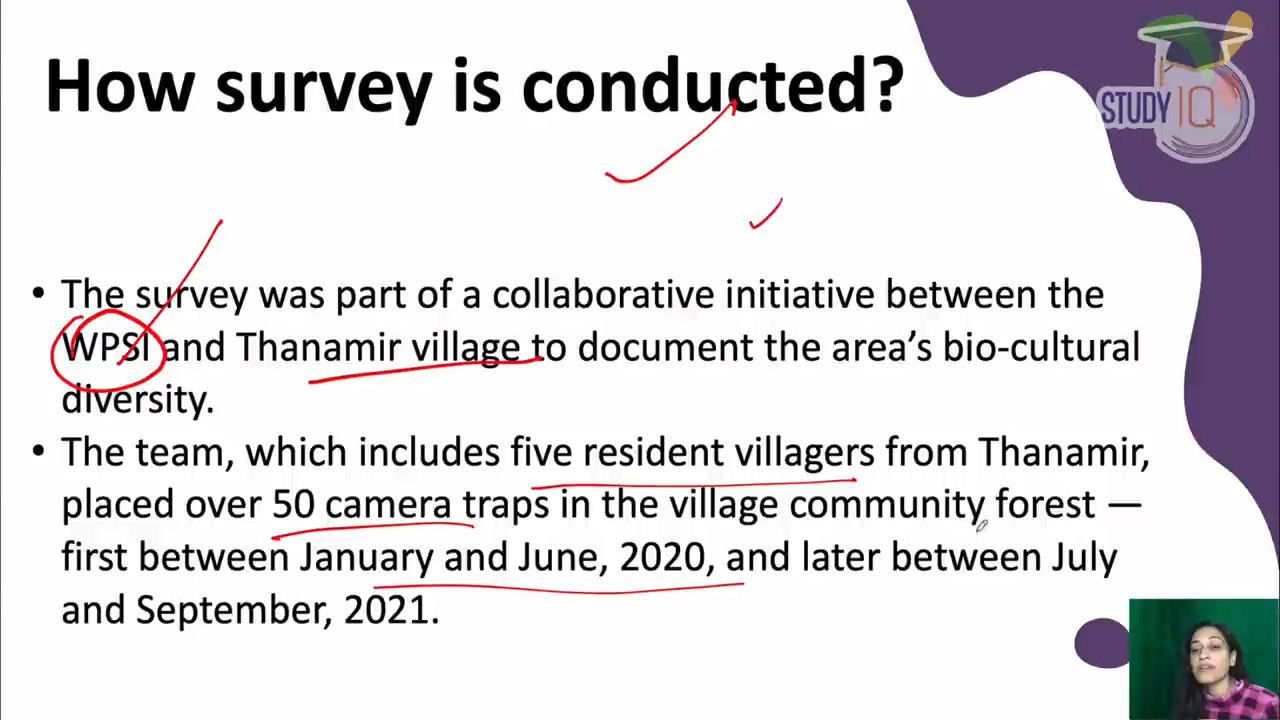 How survey is conducted?
STUDY IQ
• The survey was part of a collaborative initiative between the
WPSI and Thanamir village to document the area’s bio-cultural
diversity.
• The team, which includes five resident villagers from Thanamir,
placed over 50 camera traps in the village community forest —
first between January and June, 2020, and later between July
and September, 2021.